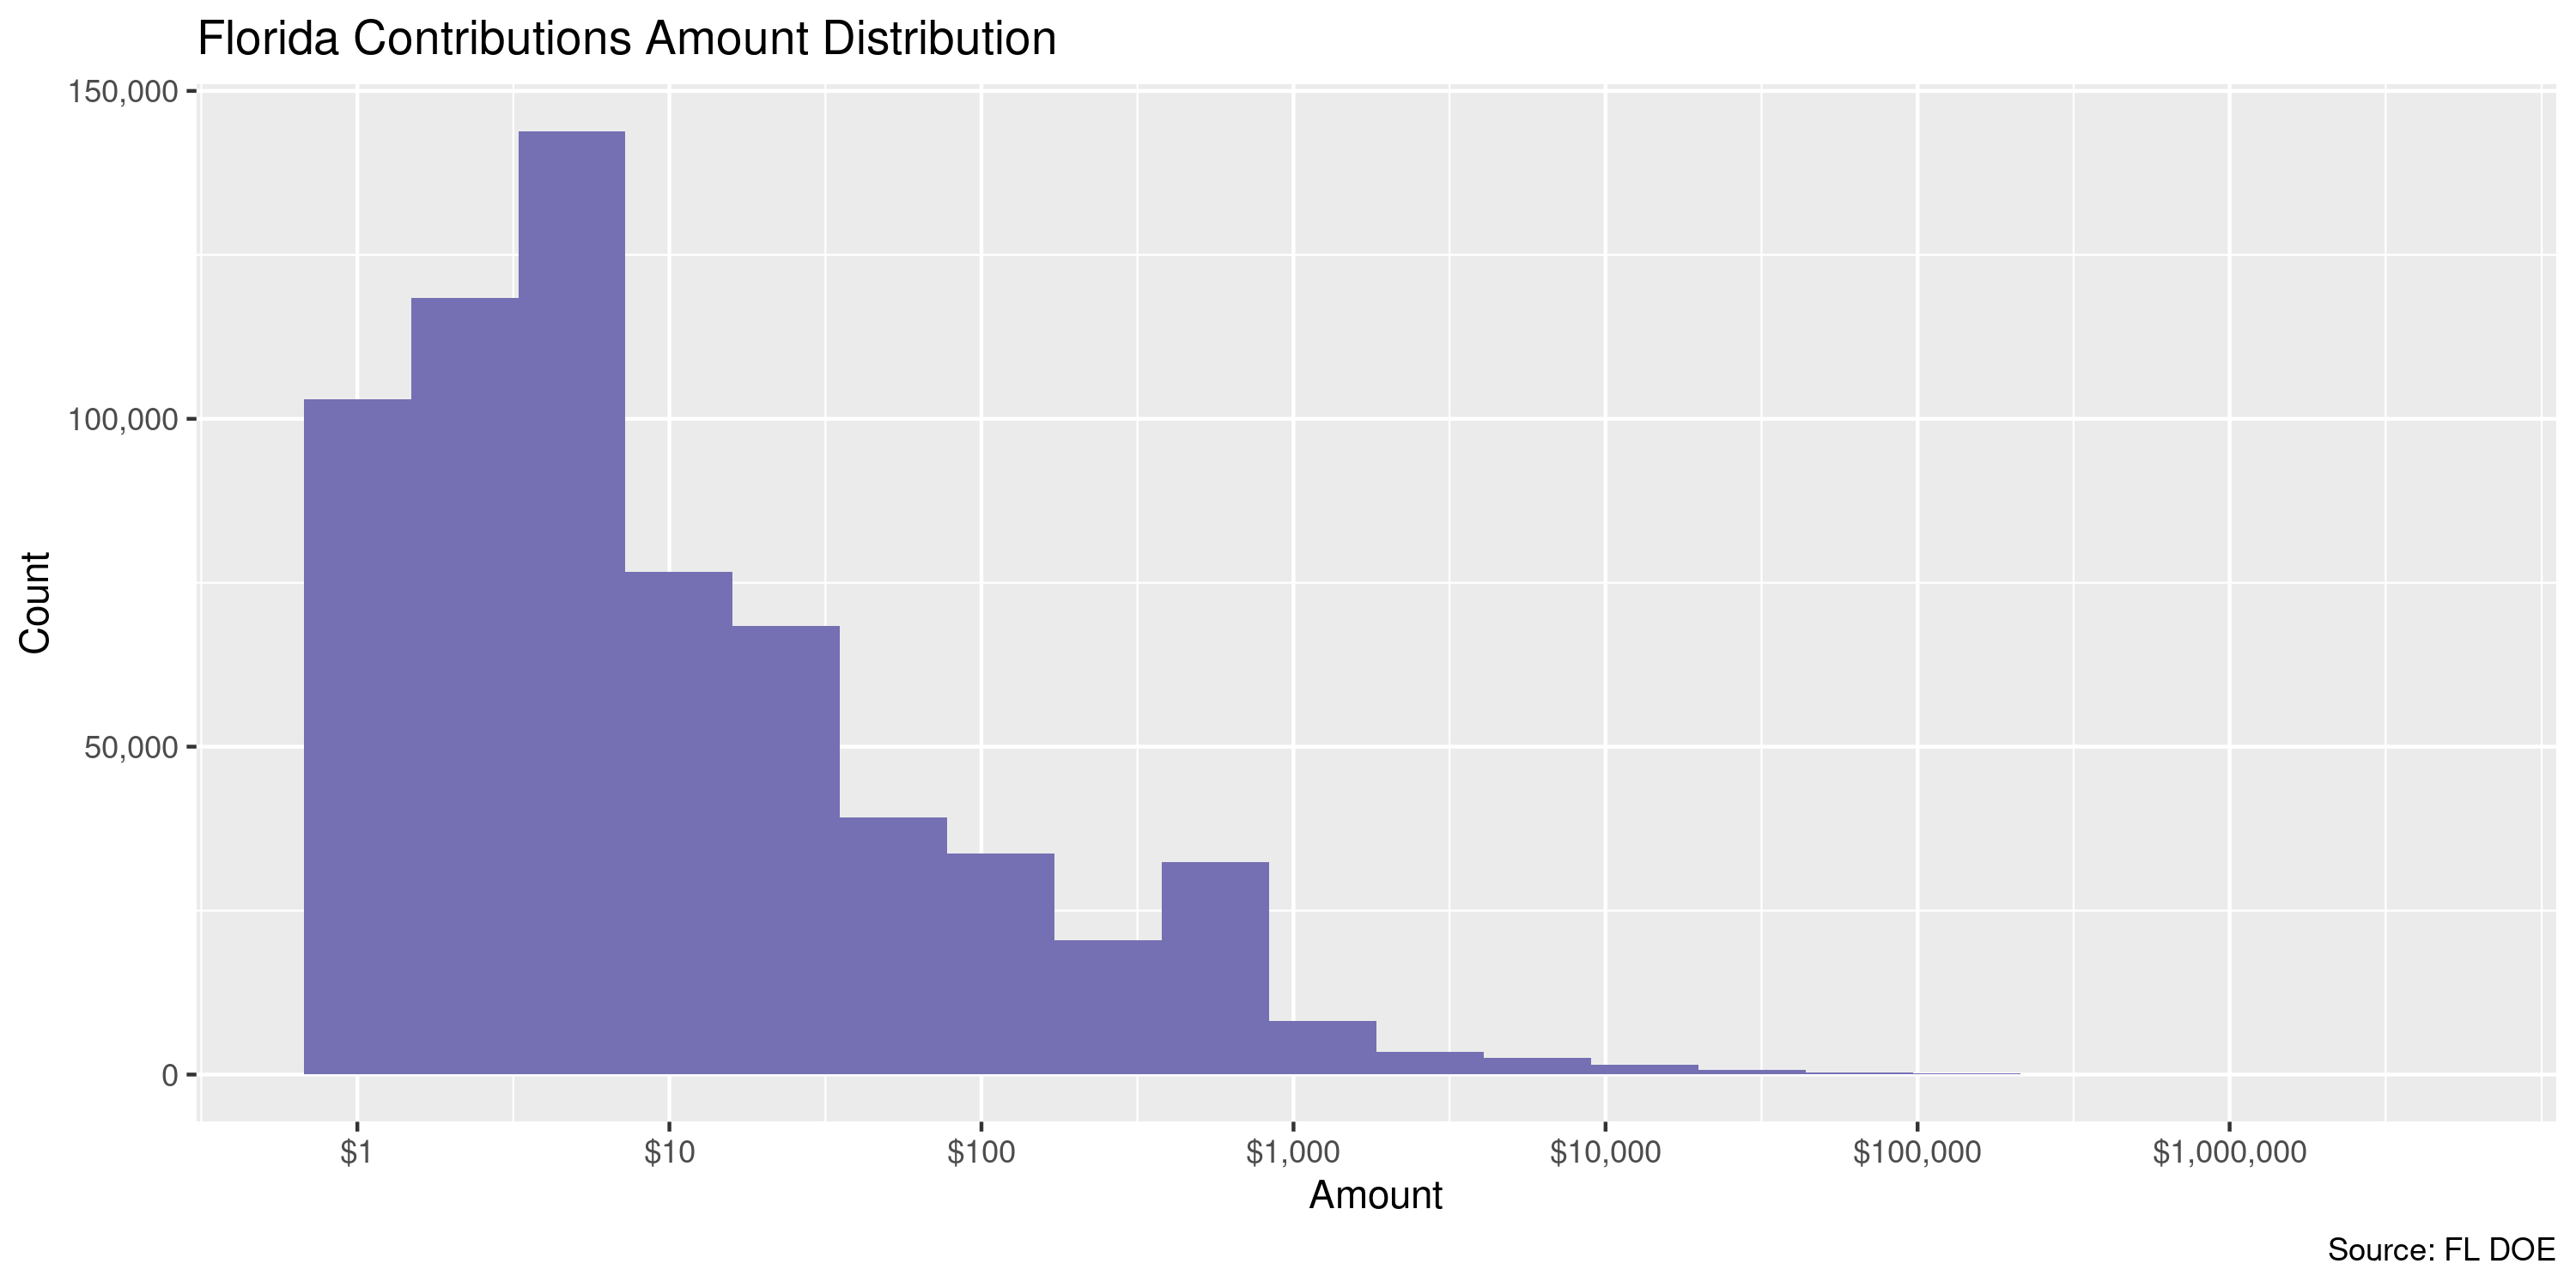 Florida Contributions Amount Distribution
150,000
100,000
50,000
0
Count
$1 $10 $100 $1,000 $10,000 $100,000 $1,000,000
Amount
Source: FL DOE